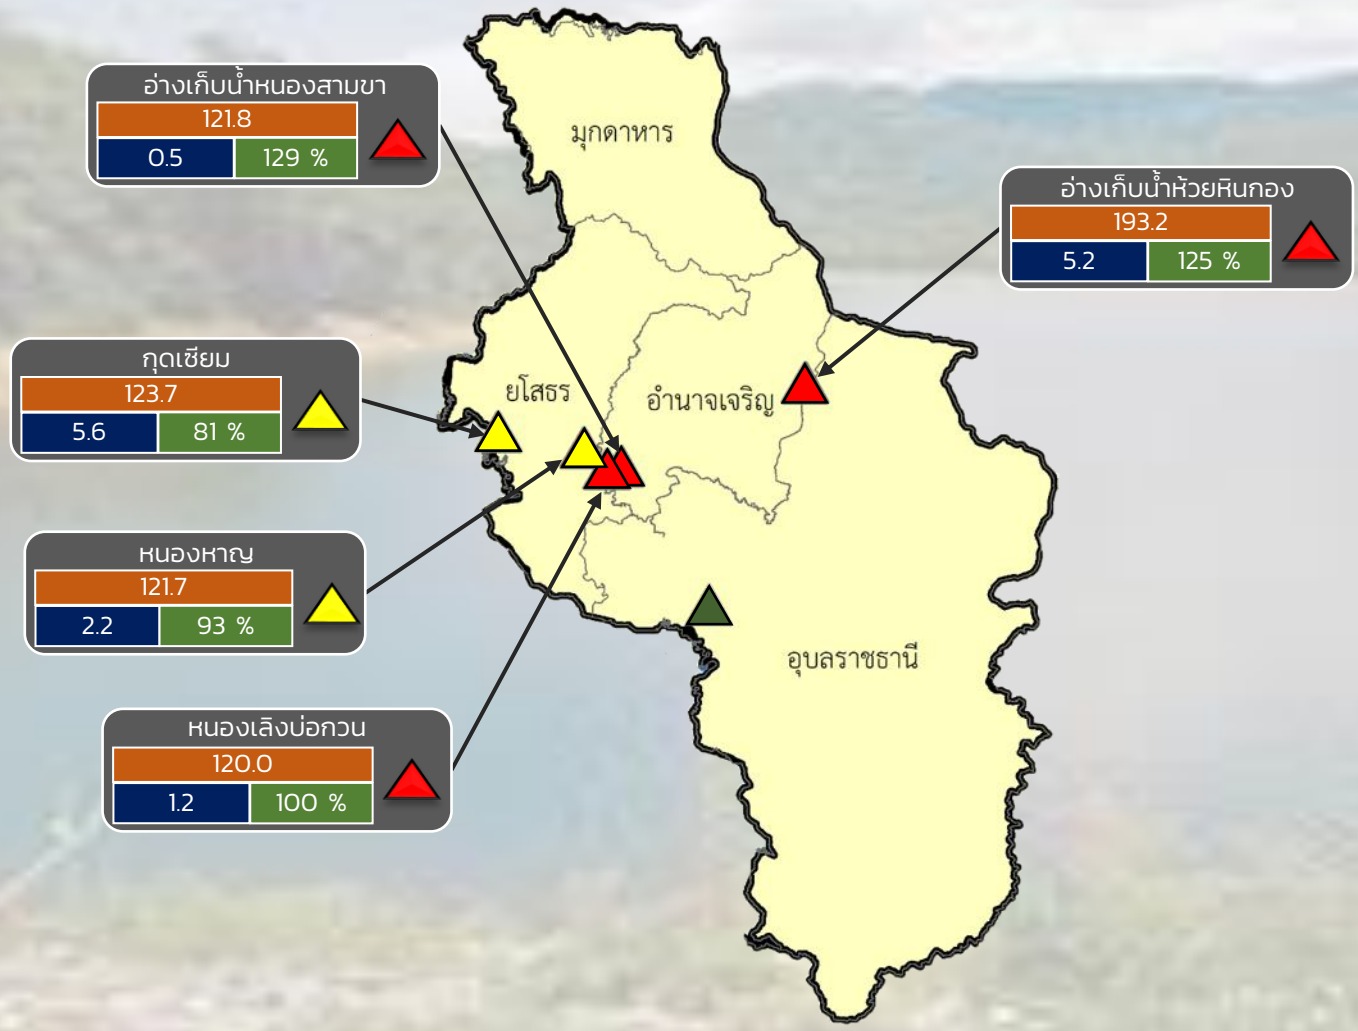 อ่างเก็บน้ำหนองสามขา
121.8
0.5 129 %
มุกดาหาร
อ่างเก็บน้ำห้วยหินกอง
193.2
5.2 125 %
กุดเชียม
123.7
5.6 81 %
ยโสธร
อำนาจเจริญ
หนองหาญ
121.7
2.2 93 %
อุบลราชธานี
หนองเลิงบ่อกวน
120.0
1.2 100 %